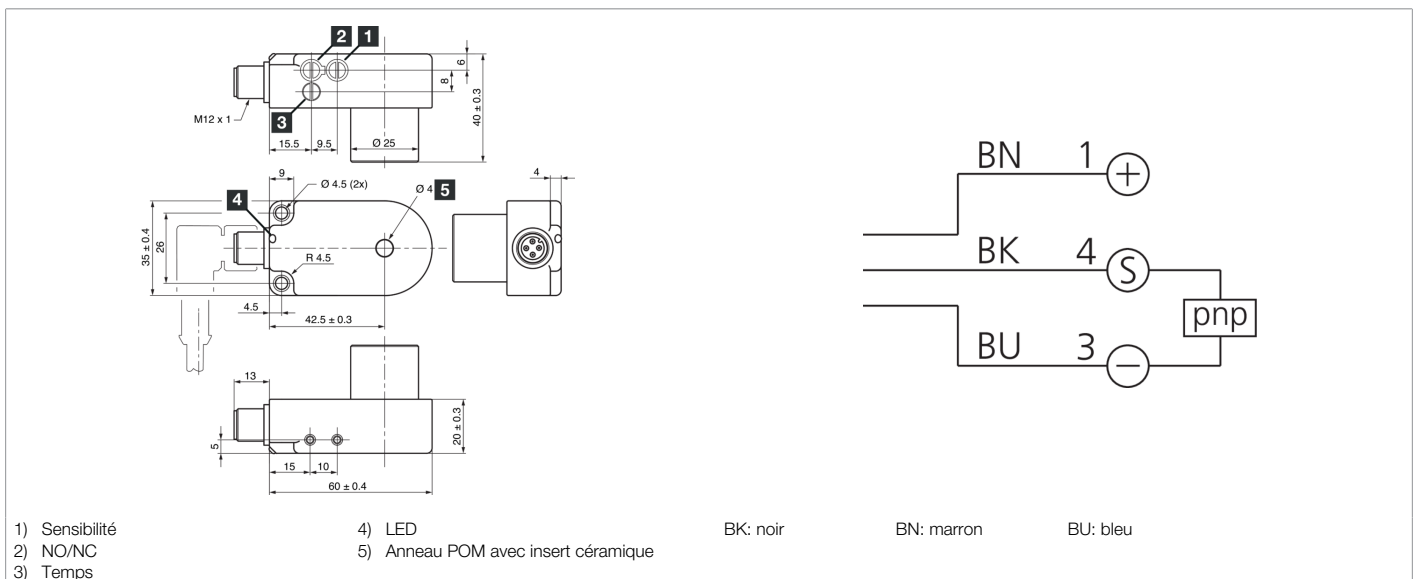 2 1
6
8
40 ± 0.3
M12 x 1
3
15.5 9.5 Ø 25
9
Ø 4.5 (2x)
Ø 4 5
4
4
35 ± 0.4
26
R 4.5
4.5
42.5 ± 0.3
13
5
20 ± 0.3
15 10
60 ± 0.4
BN 1 +
BK 4 S
pnp
BU 3 −
1) Sensibilité
2) NO/NC
3) Temps
4) LED
5) Anneau POM avec insert céramique
BK: noir BN: marron BU: bleu